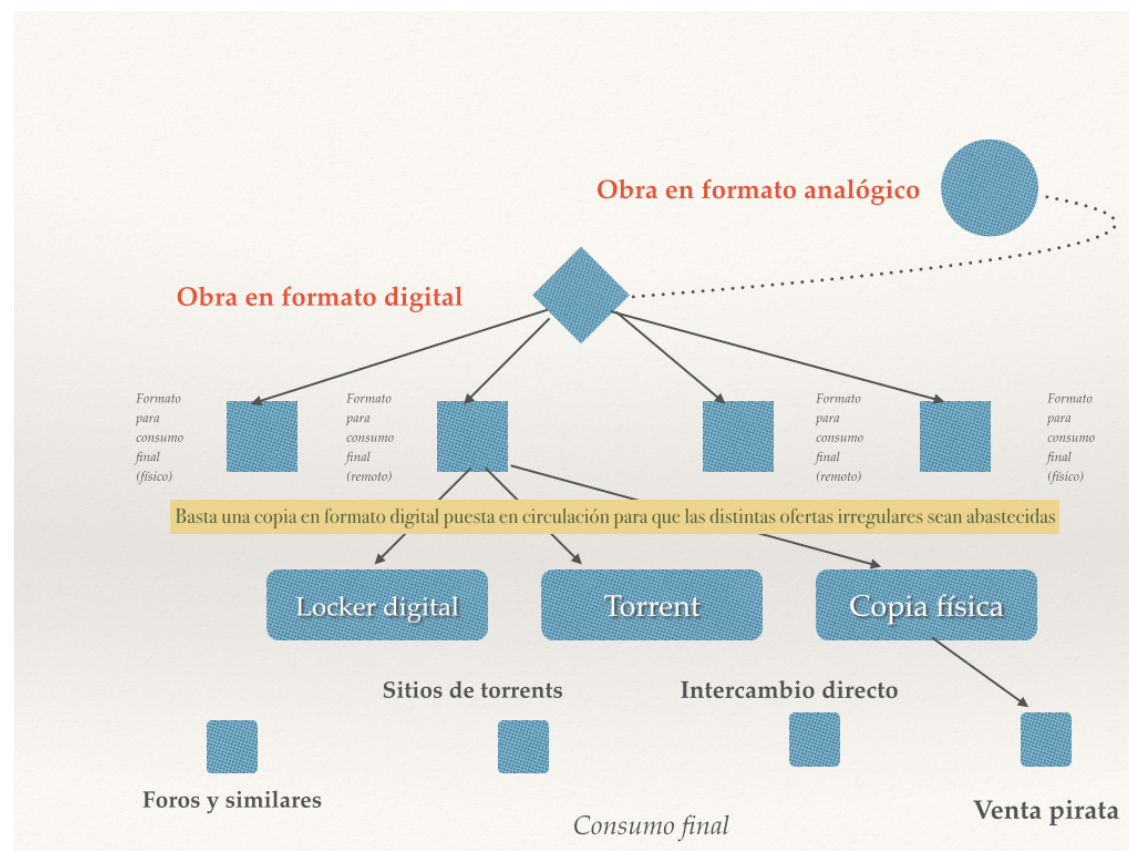 Obra en formato analógico
Obra en formato digital
Formato
para
consumo
final
(físico)
Formato
para
consumo
final
(remoto)
Formato
para
consumo
final
(remoto)
Formato
para
consumo
final
(físico)
Basta una copia en formato digital puesta en circulación para que las distintas ofertas irregulares sean abastecidas
Locker digital
Torrent
Copia física
Sitios de torrents
Intercambio directo
Foros y similares
Venta pirata
Consumo final